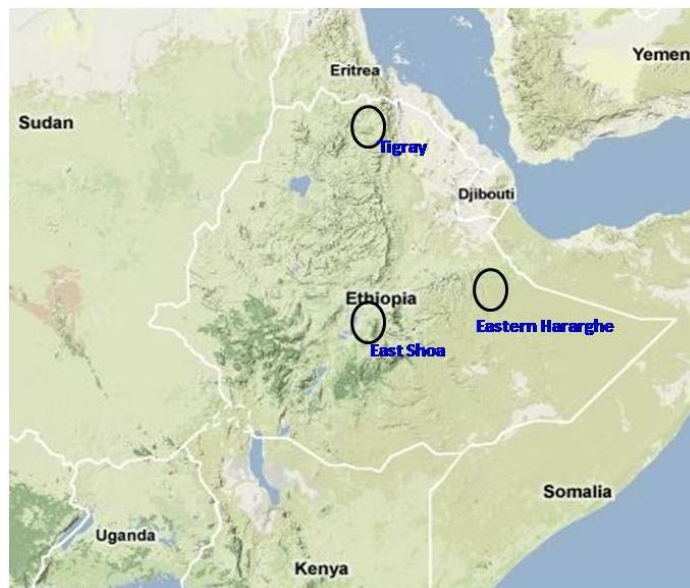 Yemen
Eritrea
Sudan
Tigray
Djibouti
Ethiopia
Eastern Hararghe
East Shoa
Somalia
Uganda
Kenya